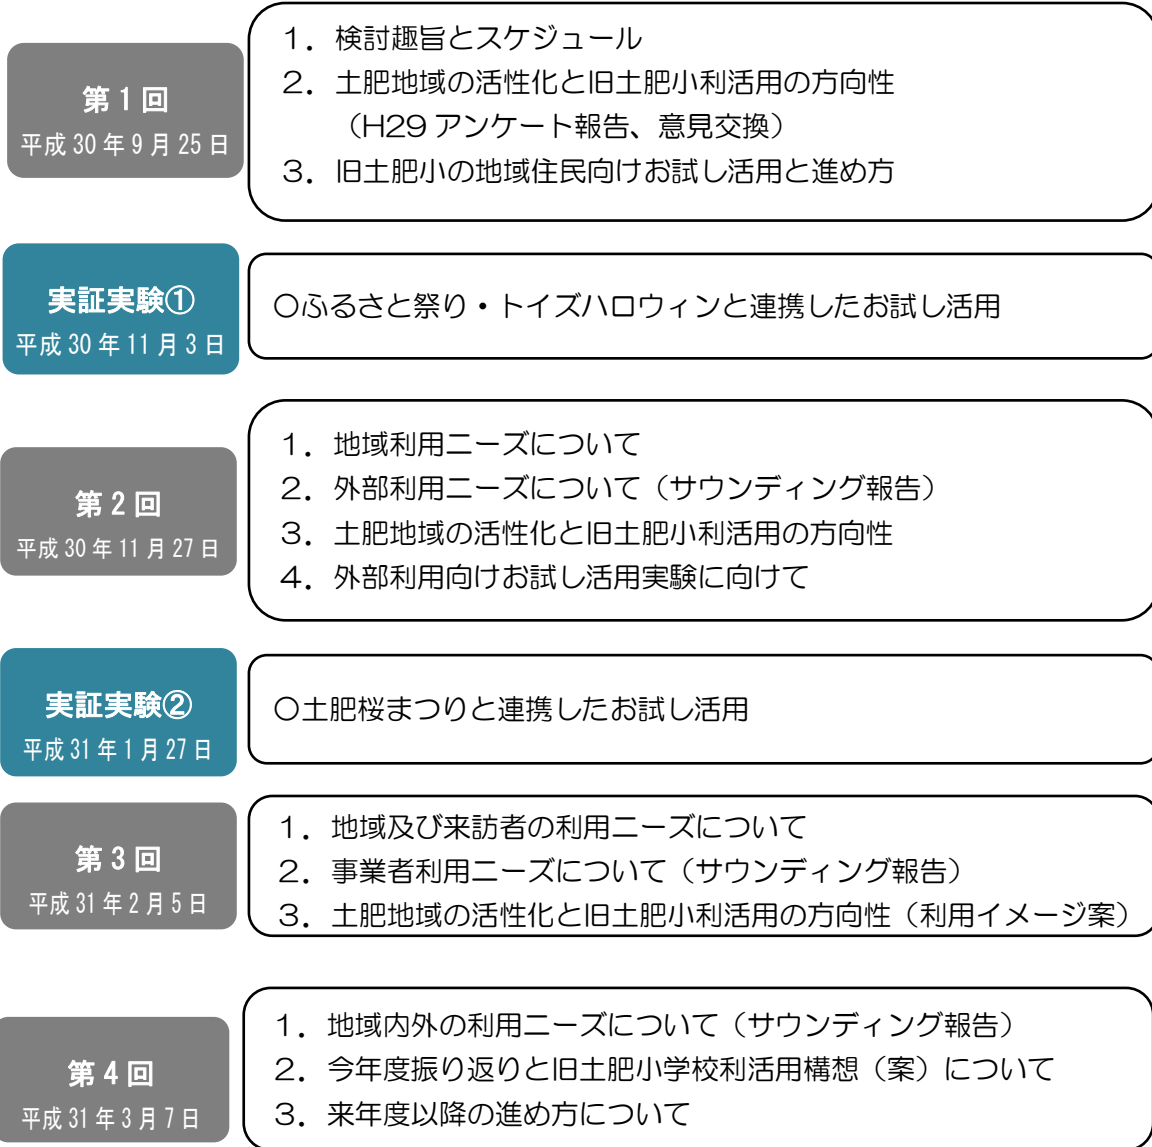 第1回
平成30年9月25日
1．検討趣旨とスケジュール
2．土肥地域の活性化と旧土肥小利活用の方向性
（H29アンケート報告、意見交換）
3．旧土肥小の地域住民向けお試し活用と進め方
実証実験①
平成30年11月3日
○ふるさと祭り・トイズハロウィンと連携したお試し活用
第2回
平成30年11月27日
1．地域利用ニーズについて
2．外部利用ニーズについて（サウンディング報告）
3．土肥地域の活性化と旧土肥小利活用の方向性
4．外部利用向けお試し活用実験に向けて
実証実験②
平成31年1月27日
○土肥桜まつりと連携したお試し活用
第3回
平成31年2月5日
1．地域及び来訪者の利用ニーズについて
2．事業者利用ニーズについて（サウンディング報告）
3．土肥地域の活性化と旧土肥小利活用の方向性（利用イメージ案）
第4回
平成31年3月7日
1．地域内外の利用ニーズについて（サウンディング報告）
2．今年度振り返りと旧土肥小学校利活用構想（案）について
3．来年度以降の進め方について